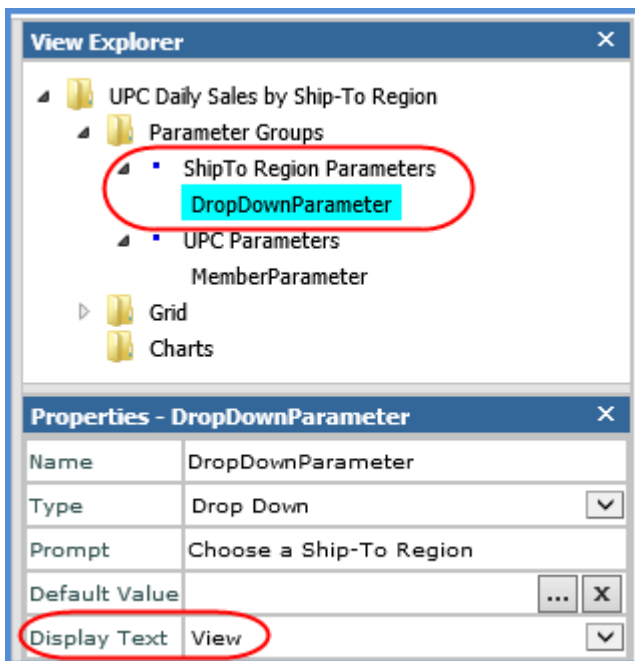 View Explorer
UPC Daily Sales by Ship-To Region
Parameter Groups
ShipTo Region Parameters
DropDownParameter
UPC Parameters
MemberParameter
Grid
Charts
Properties - DropDownParameter
Name DropDownParameter
Type Drop Down
Prompt Choose a Ship-To Region
Default Value ... x
Display Text View